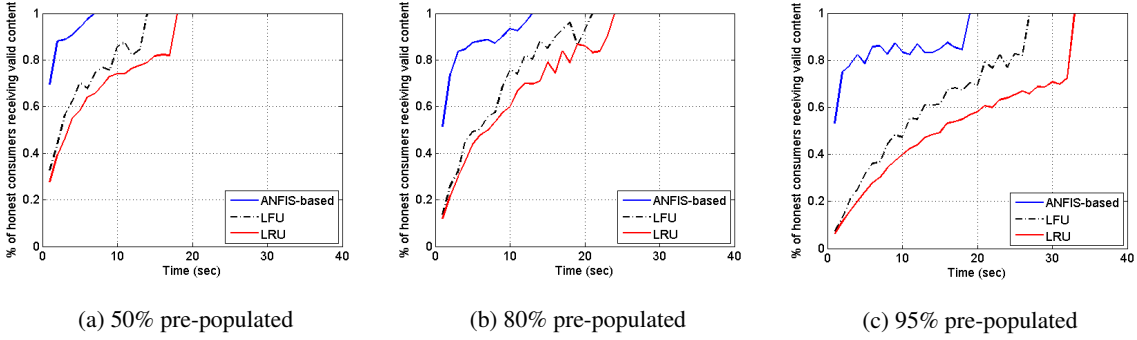 % of honest consumers receiving valid content
1
0.8
0.6
0.4
0.2
0
0
10
20
30
40
Time (sec)
ANFIS-based
LFU
LRU
(a) 50% pre-populated
% of honest consumers receiving valid content
1
0.8
0.6
0.4
0.2
0
0
10
20
30
40
Time (sec)
ANFIS-based
LFU
LRU
(b) 80% pre-populated
% of honest consumers receiving valid content
1
0.8
0.6
0.4
0.2
0
0
10
20
30
40
Time (sec)
ANFIS-based
LFU
LRU
(c) 95% pre-populated